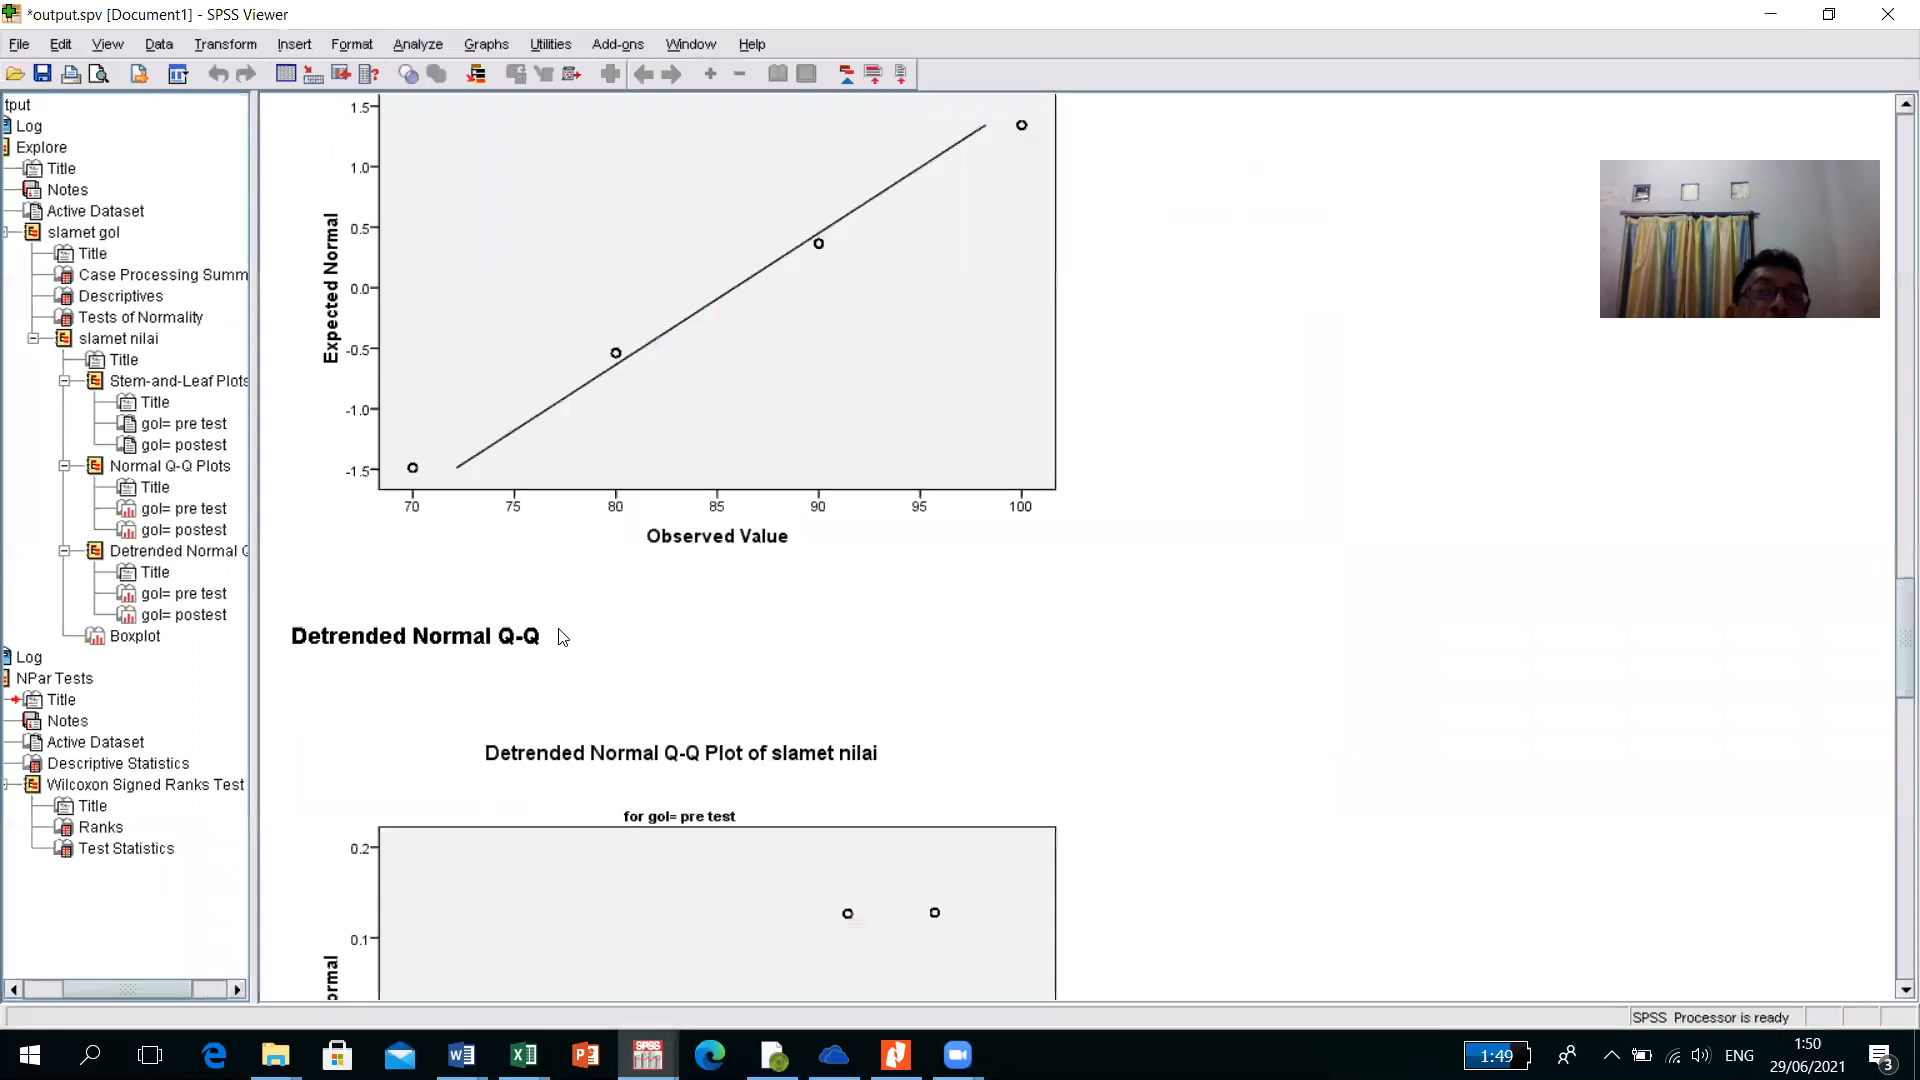 *output.spv [Document1] - SPSS Viewer
File Edit View Data Transform Insert Format Analyze Graphs Utilities Add-ons Window Help
tput
Log
Explore
Title
Notes
Active Dataset
slamet gol
Title
Case Processing Summ
Descriptives
Tests of Normality
slamet nilai
Title
Stem-and-Leaf Plots
Title
gol= pre test
gol= postest
Normal Q-Q Plots
Title
gol= pre test
gol= postest
Detrended Normal Q
Title
gol= pre test
gol= postest
Boxplot
Log
NPar Tests
Title
Notes
Active Dataset
Descriptive Statistics
Wilcoxon Signed Ranks Test
Title
Ranks
Test Statistics
1.5
1.0
0.5
0.0
-0.5
-1.0
-1.5
Expected Normal
70 75 80 85 90 95 100
Observed Value
Detrended Normal Q-Q
Detrended Normal Q-Q Plot of slamet nilai
for gol= pre test
0.2
0.1
ormal
SPSS Processor is ready
1:49
ENG
1:50
29/06/2021
3